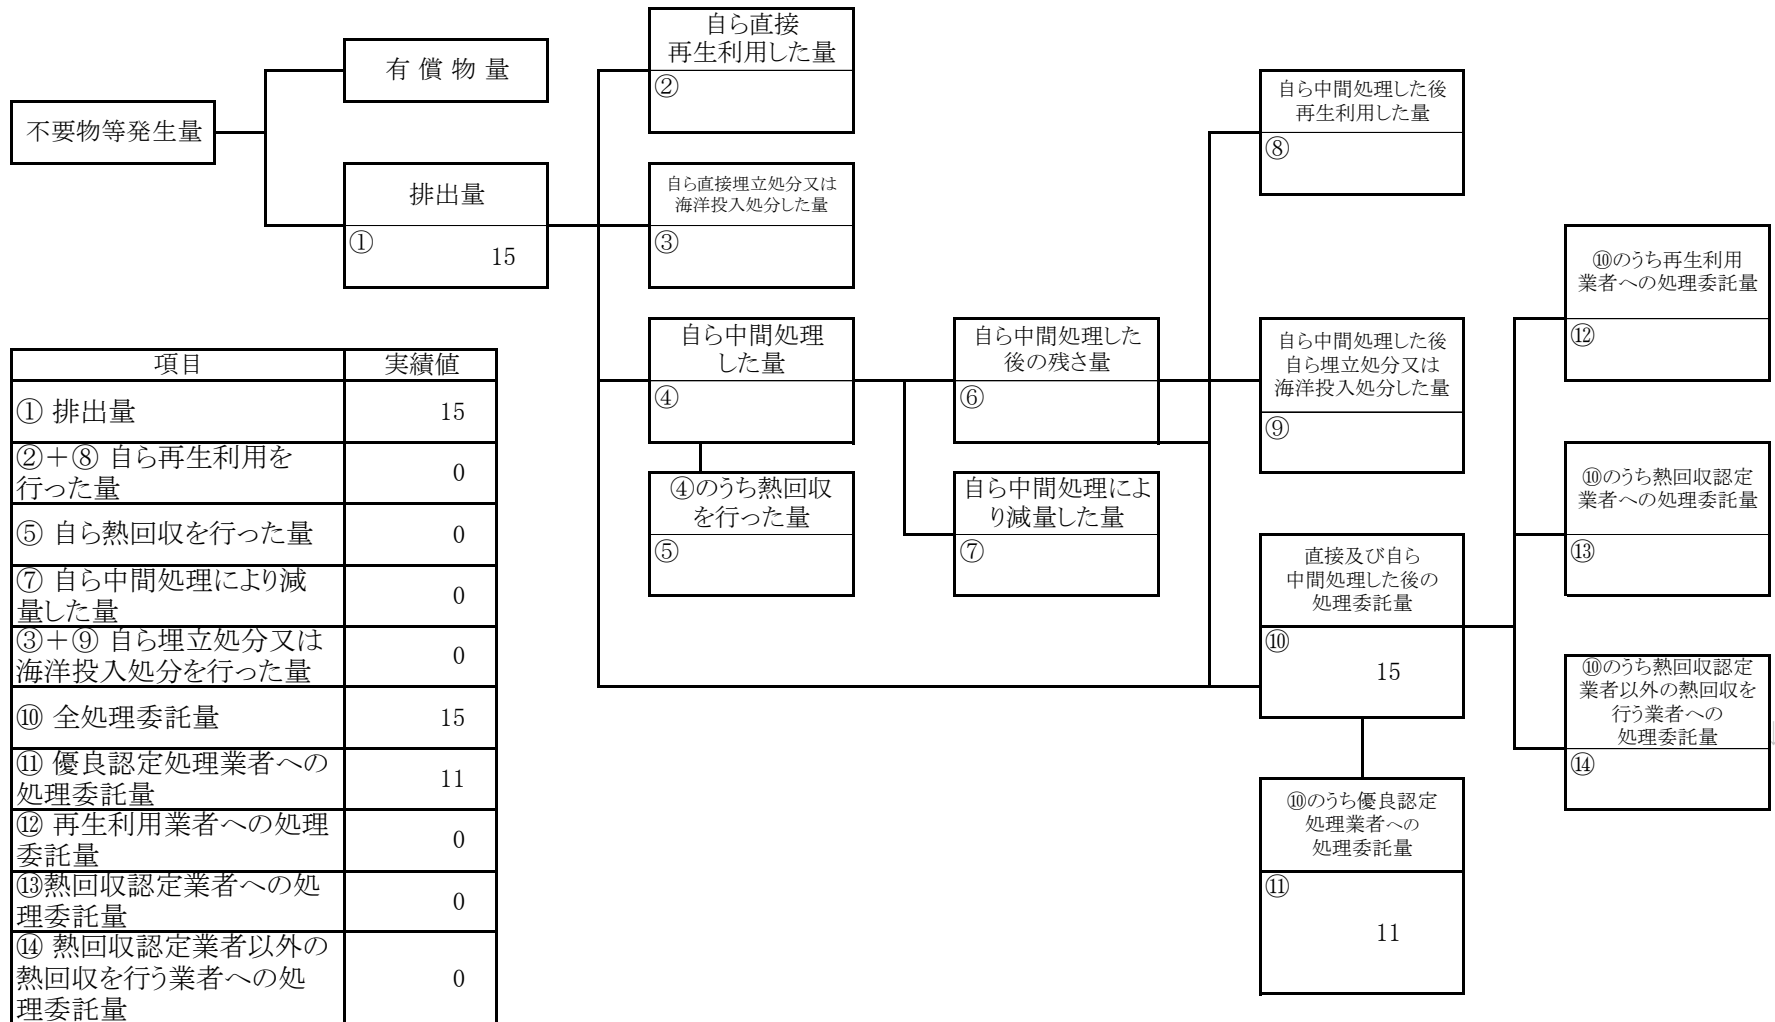 不要物等発生量
有償物量
排出量
①
15
自ら直接
再生利用した量
②
自ら直接埋立処分又は
海洋投入処分した量
③
自ら中間処理
した量
④
④のうち熱回収
を行った量
⑤
自ら中間処理した
後の残さ量
⑥
自ら中間処理によ
り減量した量
⑦
自ら中間処理した後
再生利用した量
⑧
自ら中間処理した後
自ら埋立処分又は
海洋投入処分した量
⑨
直接及び自ら
中間処理した後の
処理委託量
⑩
15
⑩のうち優良認定
処理業者への
処理委託量
⑪
11
⑩のうち再生利用
業者への処理委託量
⑫
⑩のうち熱回収認定
業者への処理委託量
⑬
⑩のうち熱回収認定
業者以外の熱回収を
行う業者への
処理委託量
⑭
項目 実績値
① 排出量 15
②+⑧ 自ら再生利用を
行った量 0
⑤ 自ら熱回収を行った量 0
⑦ 自ら中間処理により減
量した量 0
③+⑨ 自ら埋立処分又は
海洋投入処分を行った量 0
⑩ 全処理委託量 15
⑪ 優良認定処理業者への
処理委託量 11
⑫ 再生利用業者への処理
委託量 0
⑬熱回収認定業者への処
理委託量 0
⑭ 熱回収認定業者以外の
熱回収を行う業者への処
理委託量 0